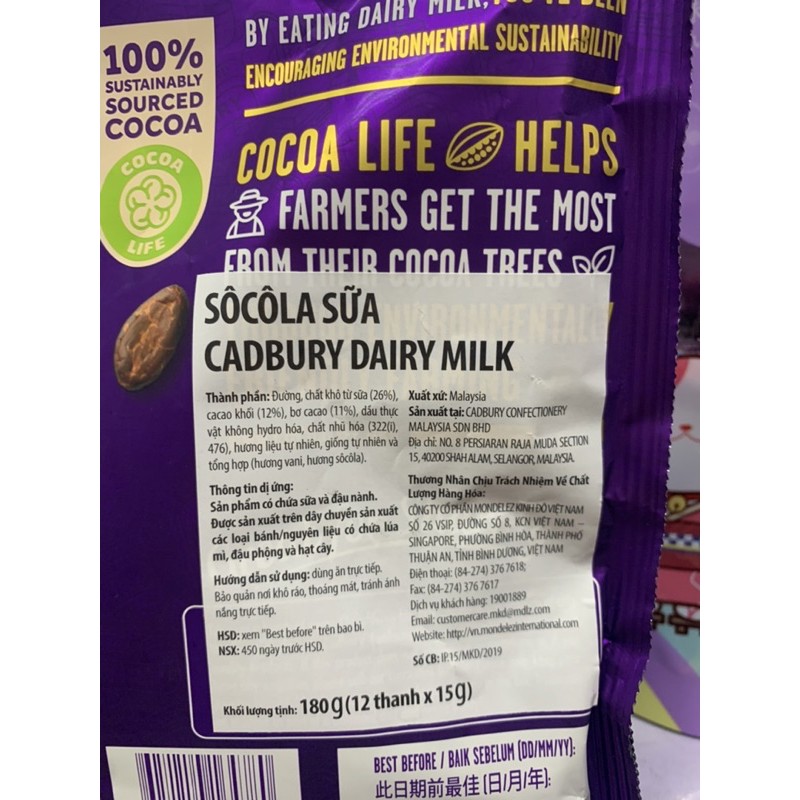 100%
SUSTAINABLY
SOURCED
COCOA
COCOA
LIFE
BY EATING DAIRY MILK, YOU'VE BEEN
ENCOURAGING ENVIRONMENTAL SUSTAINABILITY
COCOA LIFE HELPS
FARMERS GET THE MOST
FROM THEIR COCOA TREES
ENVIRONMENTALLY
SÔCÔLA SỮA
CADBURY DAIRY MILK
Thành phần: Đường, chất khô từ sữa (26%),
cacao khối (12%), bơ cacao (11%), dầu thực
vật không hydro hóa, chất nhũ hóa (322(i),
476), hương liệu tự nhiên, giống tự nhiên và
tổng hợp (hương vani, hương sôcôla).
Thông tin dị ứng:
Sản phẩm có chứa sữa và đậu nành.
Được sản xuất trên dây chuyền sản xuất
các loại bánh/nguyên liệu có chứa lúa
mì, đậu phộng và hạt cây.
Hướng dẫn sử dụng: dùng ăn trực tiếp.
Bảo quản nơi khô ráo, thoáng mát, tránh ánh
nắng trực tiếp.
HSD: xem "Best before" trên bao bì.
NSX: 450 ngày trước HSD.
Xuất xứ: Malaysia
Sản xuất tại: CADBURY CONFECTIONERY
MALAYSIA SDN BHD
Địa chỉ: NO. 8 PERSIARAN RAJA MUDA SECTION
15, 40200 SHAH ALAM, SELANGOR, MALAYSIA.
Thương Nhân Chịu Trách Nhiệm Về Chất
Lượng Hàng Hóa:
CÔNG TY CỔ PHẦN MONDELEZ KINH ĐÔ VIỆT NAM
SỐ 26 VSIP, ĐƯỜNG SỐ 8, KCN VIỆT NAM –
SINGAPORE, PHƯỜNG BÌNH HÒA, THÀNH PHỐ
THUẬN AN, TỈNH BÌNH DƯƠNG, VIỆT NAM
Điện thoại: (84-274) 376 7618;
Fax: (84-274) 376 7617
Dịch vụ khách hàng: 19001889
Email: customercare.mkd@mdlz.com
Website: http://vn.mondelezinternational.com
Số CB: IP.15/MKD/2019
Khối lượng tịnh: 180g (12 thanh x 15g)
BEST BEFORE / BAIK SEBELUM (DD/MM/YY):
此日期前最佳 (日/月/年):